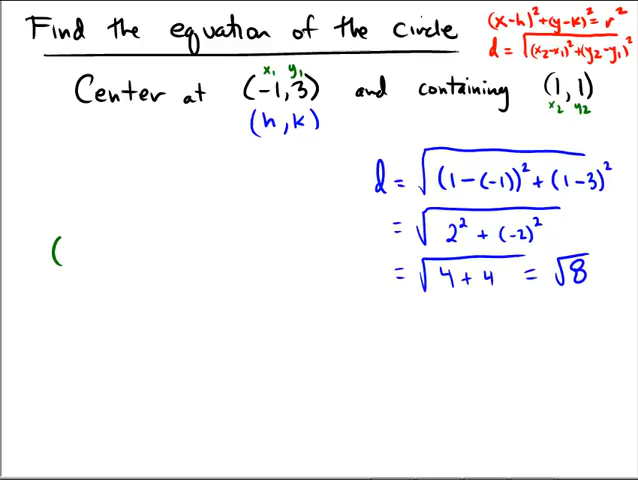 Find the equation of the circle
(x-h)²+(y-k)²=r²
d = √(x₂-x₁)²+(y₂-y₁)²
x₁ y₁
Center at (-1,3) and containing (1,1)
x₂ y₂
(h,k)
d = √(1-(-1))²+(1-3)²
= √2²+(-2)²
= √4+4 = √8
(